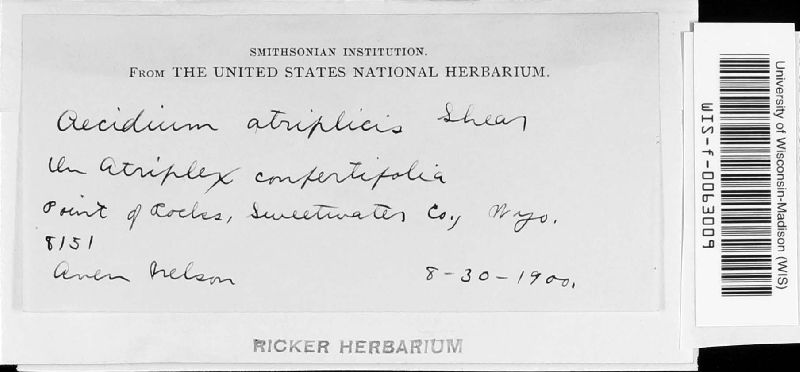 SMITHSONIAN INSTITUTION.
FROM THE UNITED STATES NATIONAL HERBARIUM.
Aecidium atriplicis Shear
On Atriplex confertifolia
Point of Rocks, Sweetwater Co., Wyo.
8151
Aven Nelson 8-30-1900.
RICKER HERBARIUM
University of Wisconsin-Madison (WIS)
WIS-f-0063009